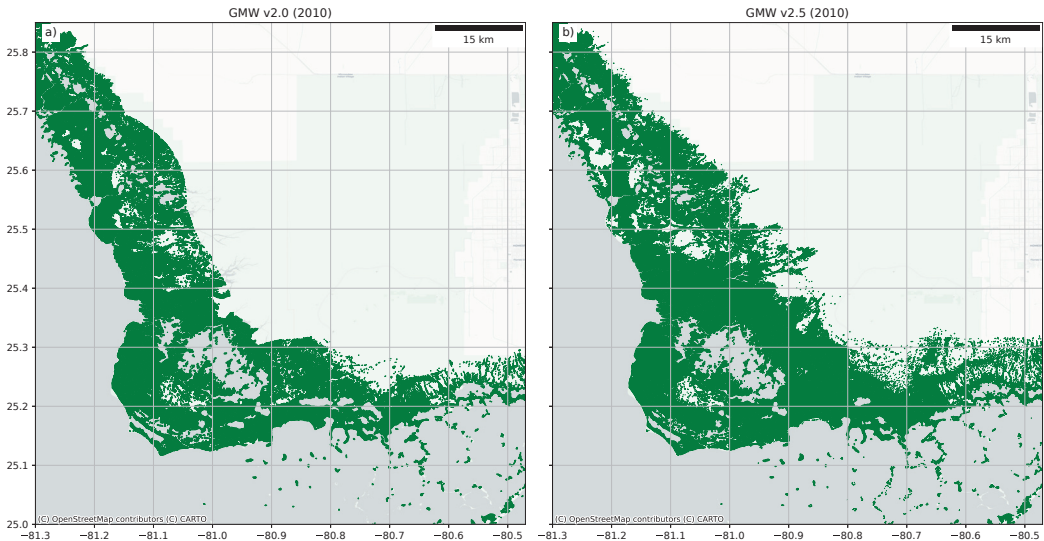 GMW v2.0 (2010)
a)
15 km
25.8
25.7
25.6
25.5
25.4
25.3
25.2
25.1
25.0
(C) OpenStreetMap contributors (C) CARTO
−81.3 −81.2 −81.1 −81.0 −80.9 −80.8 −80.7 −80.6 −80.5
GMW v2.5 (2010)
b)
15 km
(C) OpenStreetMap contributors (C) CARTO
−81.3 −81.2 −81.1 −81.0 −80.9 −80.8 −80.7 −80.6 −80.5